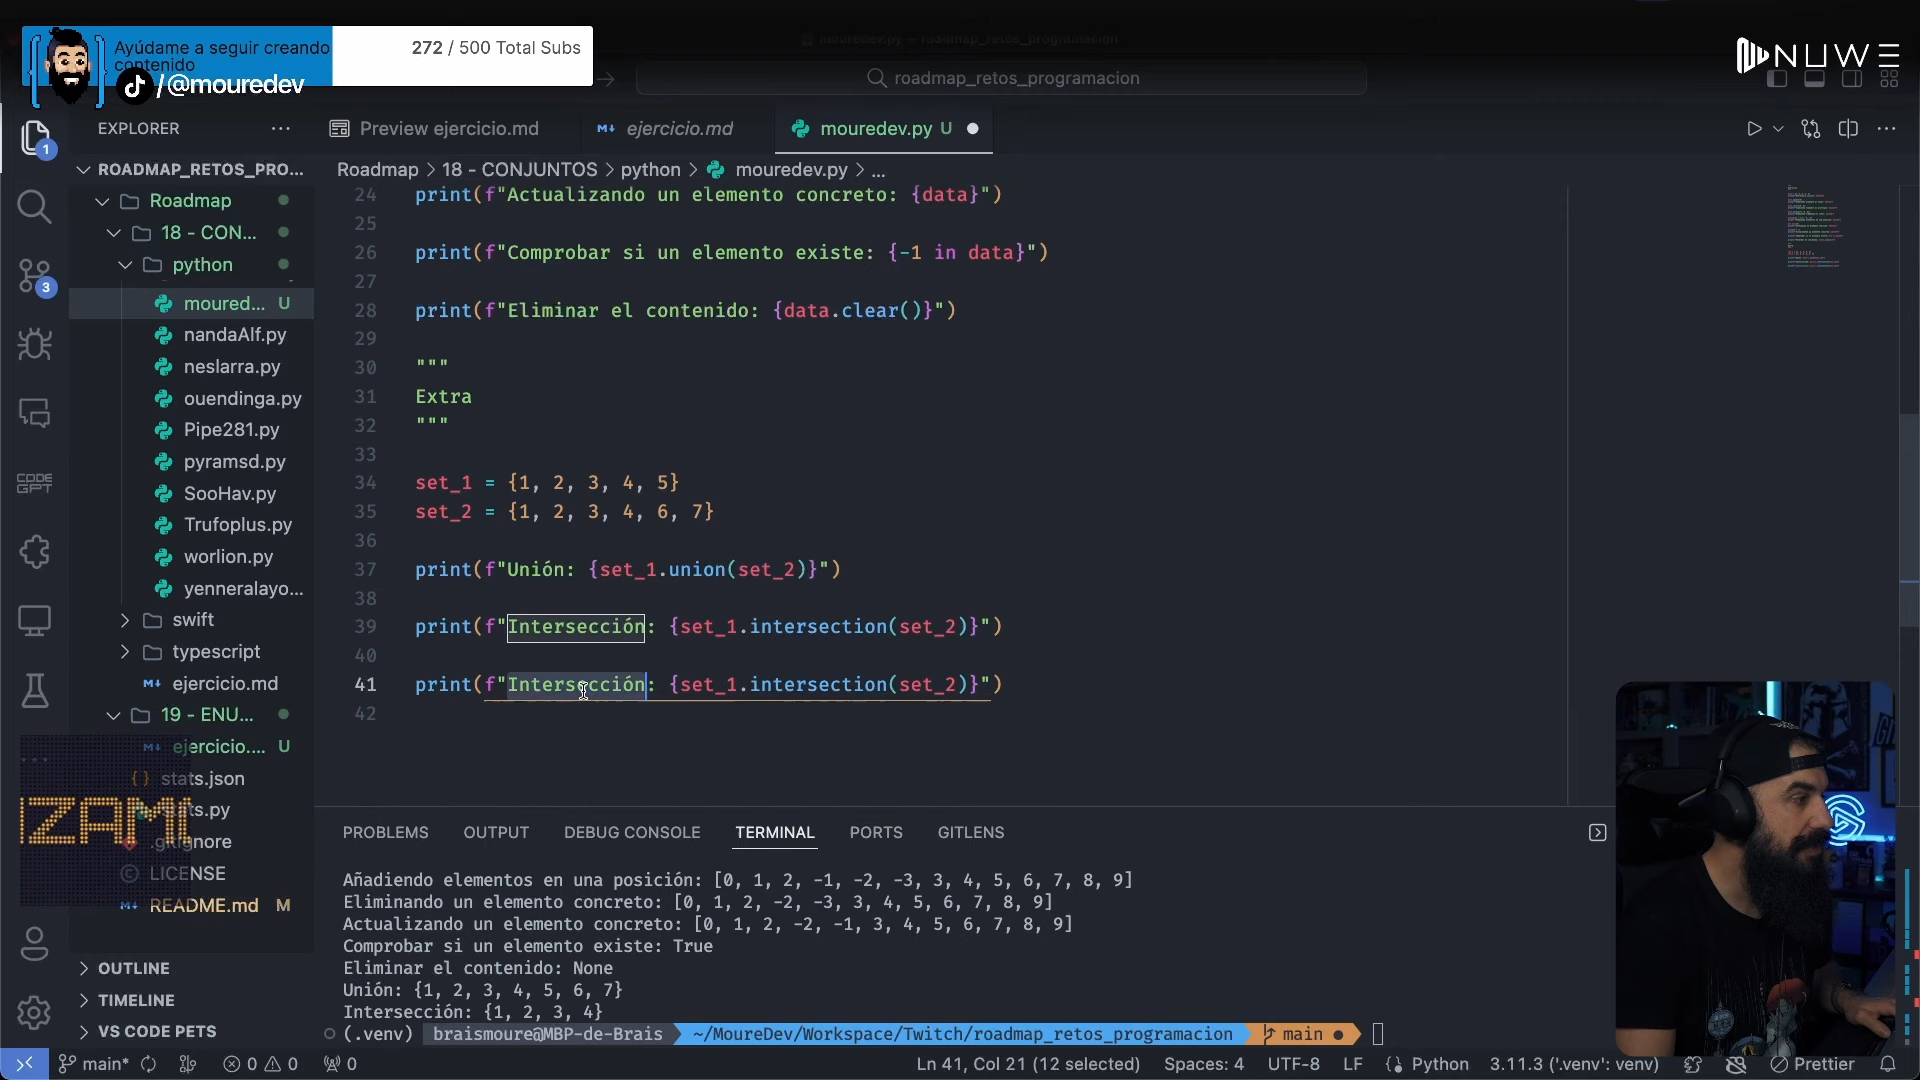 Ayúdame a seguir creando
contenido
272 / 500 Total Subs
/@mouredev
NUWE
roadmap_retos_programacion
EXPLORER
Preview ejercicio.md
ejercicio.md
mouredev.py U
ROADMAP_RETOS_PRO...
Roadmap > 18 - CONJUNTOS > python > mouredev.py > ...
Roadmap
18 - CON...
python
moured... U
nandaAlf.py
neslarra.py
ouendinga.py
Pipe281.py
pyramsd.py
SooHav.py
Trufoplus.py
worlion.py
yenneralayo...
swift
typescript
ejercicio.md
19 - ENU...
ejercicio.... U
stats.json
ts.py
.gitignore
LICENSE
README.md M
OUTLINE
TIMELINE
VS CODE PETS
1
3
CODE
GPT
IZAMI
24 print(f"Actualizando un elemento concreto: {data}")
25
26 print(f"Comprobar si un elemento existe: {-1 in data}")
27
28 print(f"Eliminar el contenido: {data.clear()}")
29
30 """
31 Extra
32 """
33
34 set_1 = {1, 2, 3, 4, 5}
35 set_2 = {1, 2, 3, 4, 6, 7}
36
37 print(f"Unión: {set_1.union(set_2)}")
38
39 print(f"Intersección: {set_1.intersection(set_2)}")
40
41 print(f"Intersección: {set_1.intersection(set_2)}")
42
PROBLEMS OUTPUT DEBUG CONSOLE TERMINAL PORTS GITLENS
Añadiendo elementos en una posición: [0, 1, 2, -1, -2, -3, 3, 4, 5, 6, 7, 8, 9]
Eliminando un elemento concreto: [0, 1, 2, -2, -3, 3, 4, 5, 6, 7, 8, 9]
Actualizando un elemento concreto: [0, 1, 2, -2, -1, 3, 4, 5, 6, 7, 8, 9]
Comprobar si un elemento existe: True
Eliminar el contenido: None
Unión: {1, 2, 3, 4, 5, 6, 7}
Intersección: {1, 2, 3, 4}
(.venv) braismoure@MBP-de-Brais ~/MoureDev/Workspace/Twitch/roadmap_retos_programacion main
main* 0 0 0 Ln 41, Col 21 (12 selected) Spaces: 4 UTF-8 LF Python 3.11.3 ('.venv': venv) Prettier